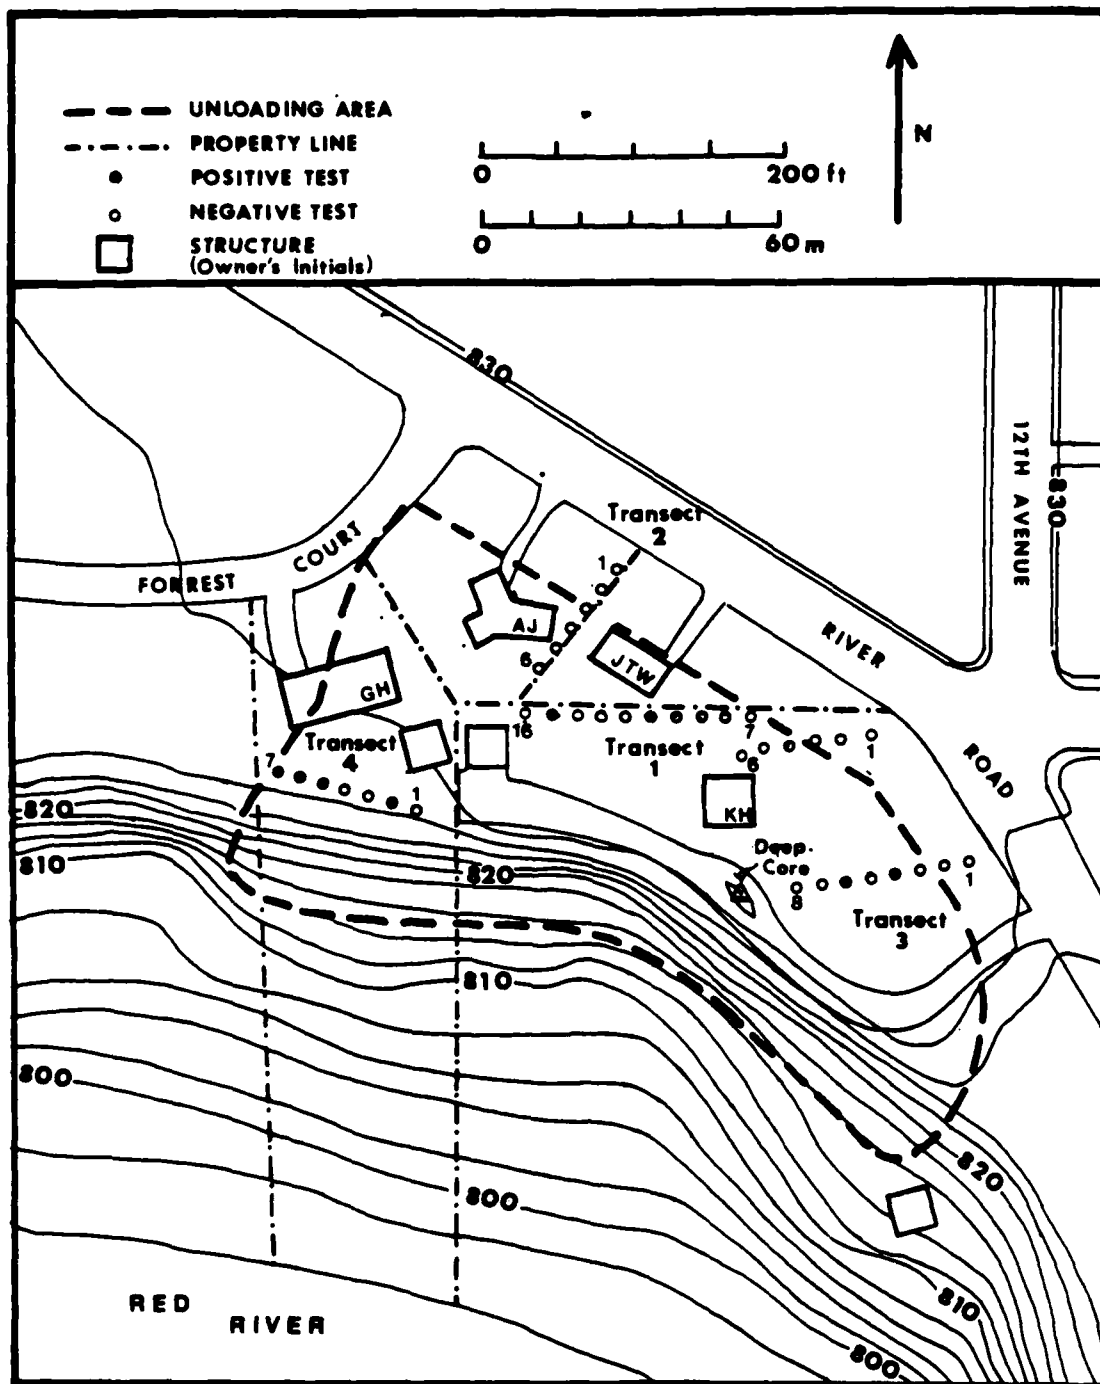 UNLOADING AREA
PROPERTY LINE
POSITIVE TEST
NEGATIVE TEST
STRUCTURE
(Owner's Initials)
0 200 ft
0 60 m
N
830
12TH AVENUE
830
Transect
2
1
6
FORREST COURT
AJ
JTW
RIVER ROAD
GH
16
7
Transect
1
6
1
Transect
4
7
1
KH
Deep
Core
8
1
Transect
3
820
810
820
810
800
800
820
810
800
RED
RIVER